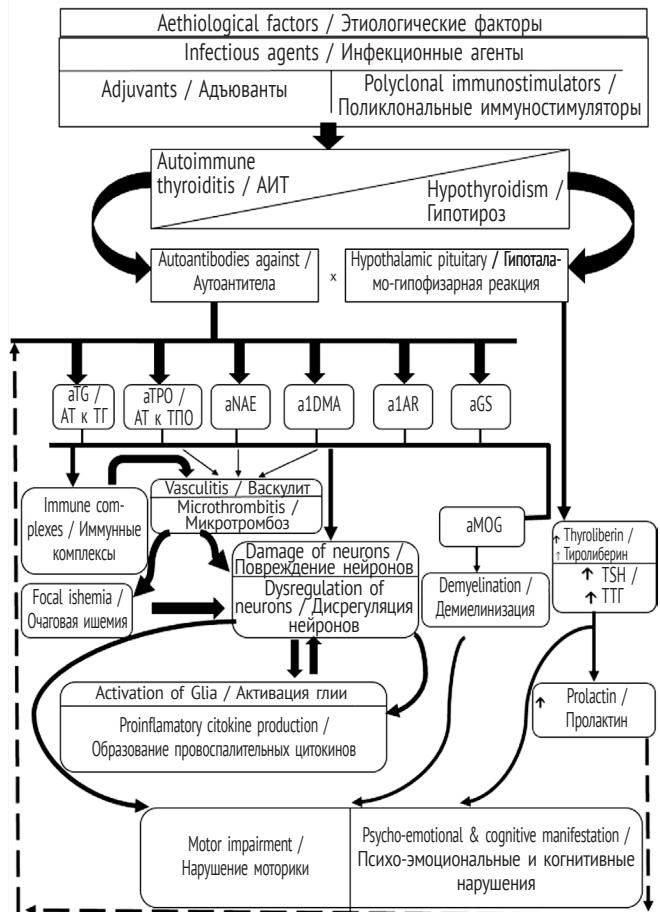 Aethiological factors / Этиологические факторы
Infectious agents / Инфекционные агенты
Adjuvants / Адъюванты
Polyclonal immunostimulators /
Поликлональные иммуностимуляторы
Autoimmune
thyroiditis / АИТ
Hypothyroidism /
Гипотироз
Autoantibodies against /
Аутоантитела
x
Hypothalamic pituitary / Гипотала-
мо-гипофизарная реакция
aTG /
АТ к ТГ
aTPO /
АТ к ТПО
aNAE
a1DMA
a1AR
aGS
Immune com-
plexes / Иммунные
комплексы
Vasculitis / Васкулит
Microthrombitis /
Микротромбоз
aMOG
↑ Thyroliberin /
↑ Тиролиберин
↑ TSH /
↑ ТТГ
Damage of neurons /
Повреждение нейронов
Dysregulation of
neurons / Дисрегуляция
нейронов
Demyelination /
Демиелинизация
Focal ishemia /
Очаговая ишемия
Activation of Glia / Активация глии
Proinflamatory citokine production /
Образование провоспалительных цитокинов
↑ Prolactin /
Пролактин
Motor impairment /
Нарушение моторики
Psycho-emotional & cognitive manifestation /
Психо-эмоциональные и когнитивные
нарушения